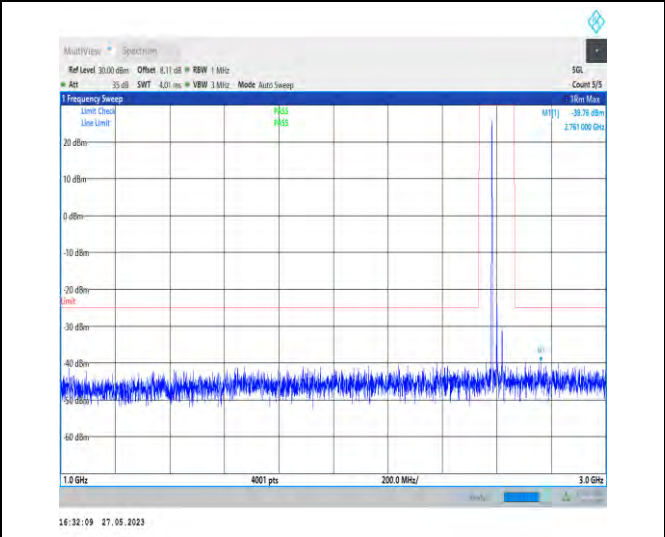 MultiView Spectrum
Ref Level 30.00 dBm Offset 8.11 dB RBW 1 MHz SGL
Att 35 dB SWT 4.01 ms VBW 3 MHz Mode Auto Sweep Count 5/5
1 Frequency Sweep 1Rm Max
Limit Check PASS M1[1] -39.76 dBm
Line Limit PASS 2.761 000 GHz
20 dBm
10 dBm
0 dBm
-10 dBm
-20 dBm
Limit
-30 dBm
M1
-40 dBm
-50 dBm
-60 dBm
1.0 GHz 4001 pts 200.0 MHz/ 3.0 GHz
16:32:09 27.05.2023